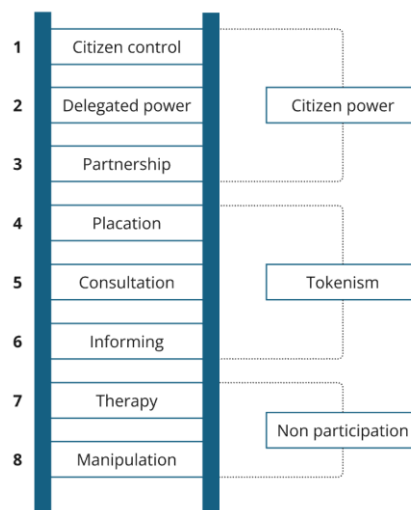 1 Citizen control
2 Delegated power
Citizen power
3 Partnership
4 Placation
5 Consultation
Tokenism
6 Informing
7 Therapy
Non participation
8 Manipulation